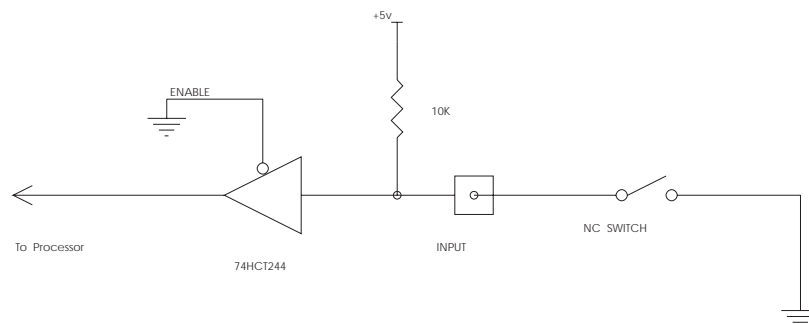 +5v
ENABLE
10K
NC SWITCH
To Processor
INPUT
74HCT244